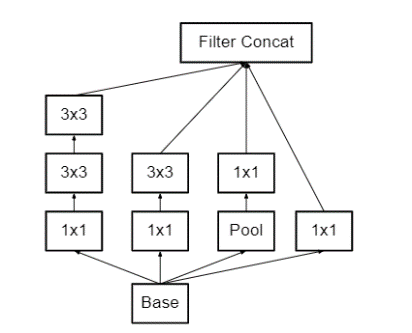 Filter Concat
3x3
3x3 3x3 1x1
1x1 1x1 Pool 1x1
Base